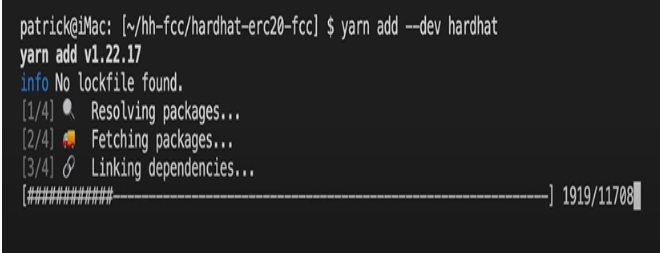 patrick@iMac: [~/hh-fcc/hardhat-erc20-fcc] $ yarn add --dev hardhat
yarn add v1.22.17
info No lockfile found.
[1/4] 🔍 Resolving packages...
[2/4] 🚚 Fetching packages...
[3/4] 🔗 Linking dependencies...
[############-------------------------------------------------------------] 1919/11708